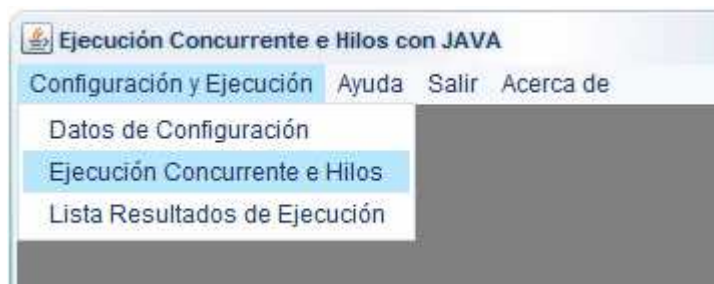 Ejecución Concurrente e Hilos con JAVA
Configuración y Ejecución Ayuda Salir Acerca de
Datos de Configuración
Ejecución Concurrente e Hilos
Lista Resultados de Ejecución